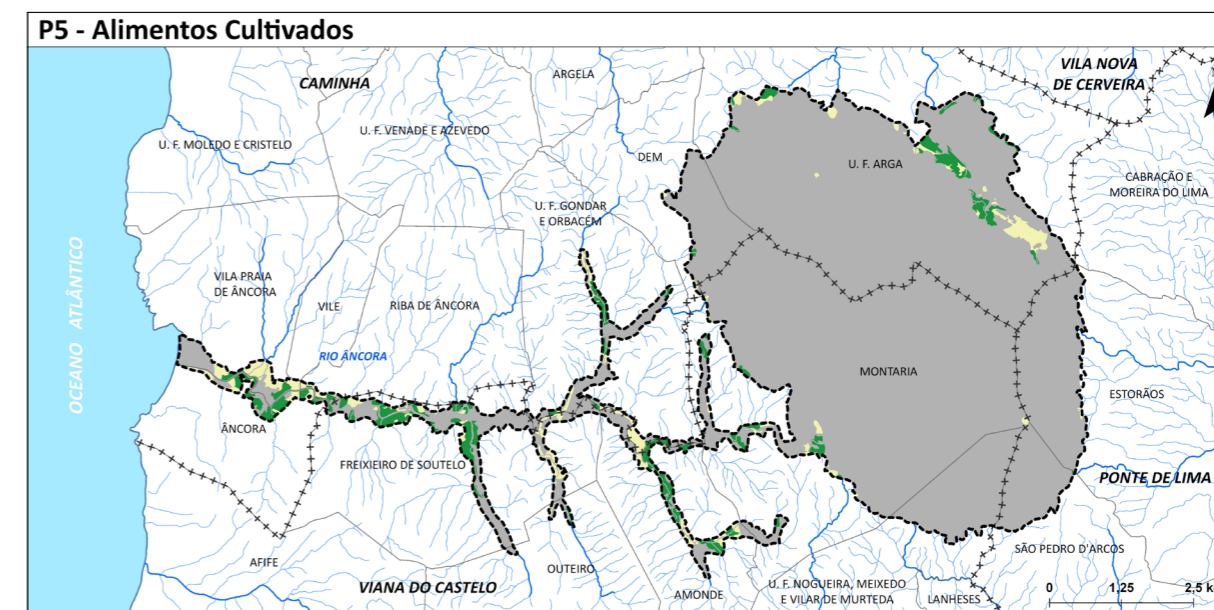 P5 - Alimentos Cultivados
ARGELA
CAMINHA
VILA NOVA
DE CERVEIRA
U. F. MOLEDO E CRISTELO
U. F. VENADE E AZEVEDO
DEM
U. F. ARGA
CABRAÇÃO E
MOREIRA DO LIMA
U. F. GONDAR
E ORBACÉM
OCEANO ATLÂNTICO
VILA PRAIA
DE ÂNCORA
VILE
RIBA DE ÂNCORA
RIO ÂNCORA
MONTARIA
ESTORÃOS
ÂNCORA
FREIXIEIRO DE SOUTELO
PONTE DE LIMA
AFIFE
OUTEIRO
SÃO PEDRO D'ARCOS
VIANA DO CASTELO
AMONDE
U. F. NOGUEIRA, MEIXEDO
E VILAR DE MURTEDA
LANHESES
0 1,25 2,5 k